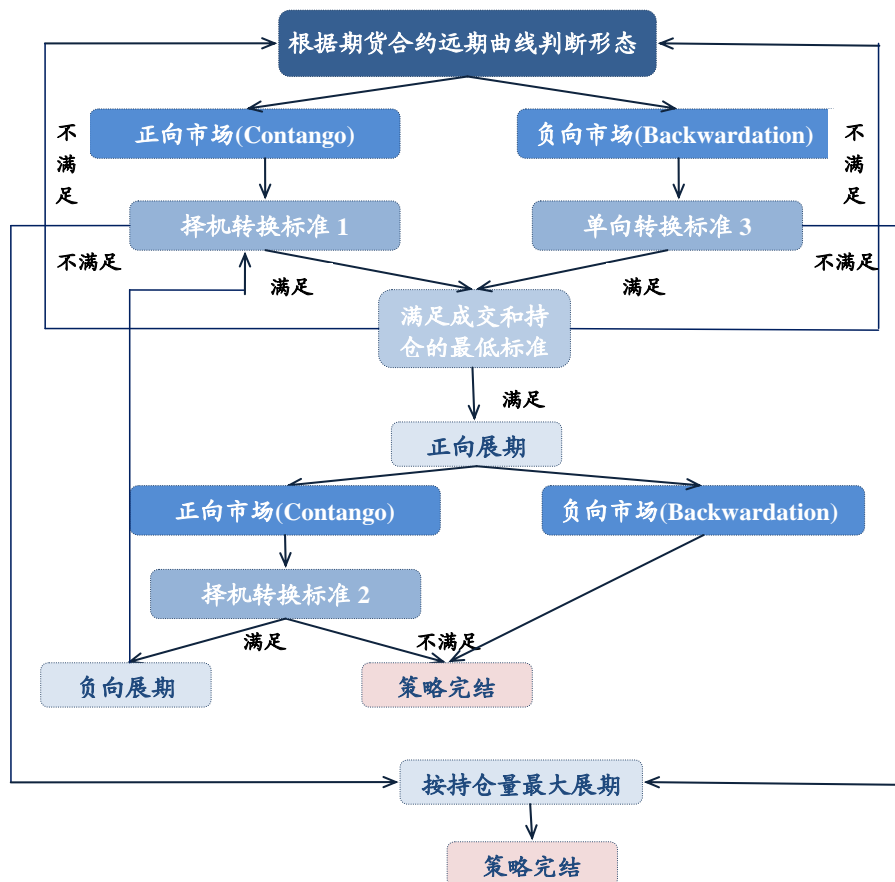 根据期货合约远期曲线判断形态
正向市场(Contango)
负向市场(Backwardation)
不
满
足
不
满
足
择机转换标准 1
单向转换标准 3
不满足
满足
满足
不满足
满足成交和持
仓的最低标准
满足
正向展期
正向市场(Contango)
负向市场(Backwardation)
择机转换标准 2
满足
不满足
负向展期
策略完结
按持仓量最大展期
策略完结